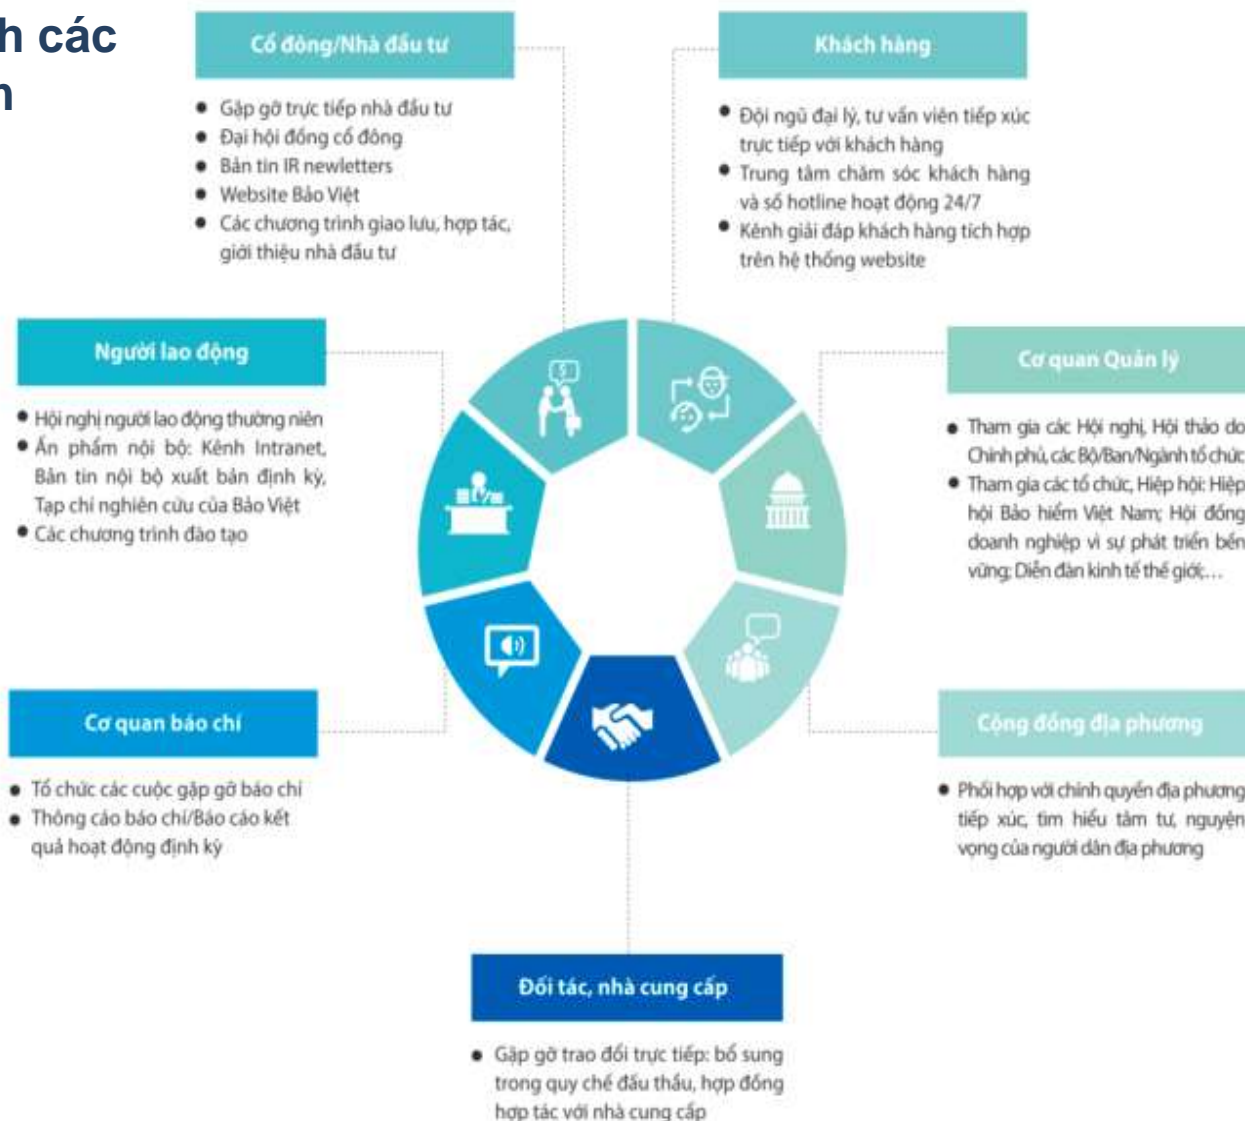 h các
n
Cổ đông/Nhà đầu tư
Gặp gỡ trực tiếp nhà đầu tư
Đại hội đồng cổ đông
Bản tin IR newletters
Website Bảo Việt
Các chương trình giao lưu, hợp tác,
giới thiệu nhà đầu tư
Khách hàng
Đội ngũ đại lý, tư vấn viên tiếp xúc
trực tiếp với khách hàng
Trung tâm chăm sóc khách hàng
và số hotline hoạt động 24/7
Kênh giải đáp khách hàng tích hợp
trên hệ thống website
Người lao động
Hội nghị người lao động thường niên
Ấn phẩm nội bộ: Kênh Intranet,
Bản tin nội bộ xuất bản định kỳ,
Tạp chí nghiên cứu của Bảo Việt
Các chương trình đào tạo
Cơ quan Quản lý
Tham gia các Hội nghị, Hội thảo do
Chính phủ, các Bộ/Ban/Ngành tổ chức
Tham gia các tổ chức, Hiệp hội: Hiệp
hội Bảo hiểm Việt Nam; Hội đồng
doanh nghiệp vì sự phát triển bền
vững; Diễn đàn kinh tế thế giới;...
Cơ quan báo chí
Tổ chức các cuộc gặp gỡ báo chí
Thông cáo báo chí/Báo cáo kết
quả hoạt động định kỳ
Cộng đồng địa phương
Phối hợp với chính quyền địa phương
tiếp xúc, tìm hiểu tâm tư, nguyện
vọng của người dân địa phương
Đối tác, nhà cung cấp
Gặp gỡ trao đổi trực tiếp: bổ sung
trong quy chế đấu thầu, hợp đồng
hợp tác với nhà cung cấp